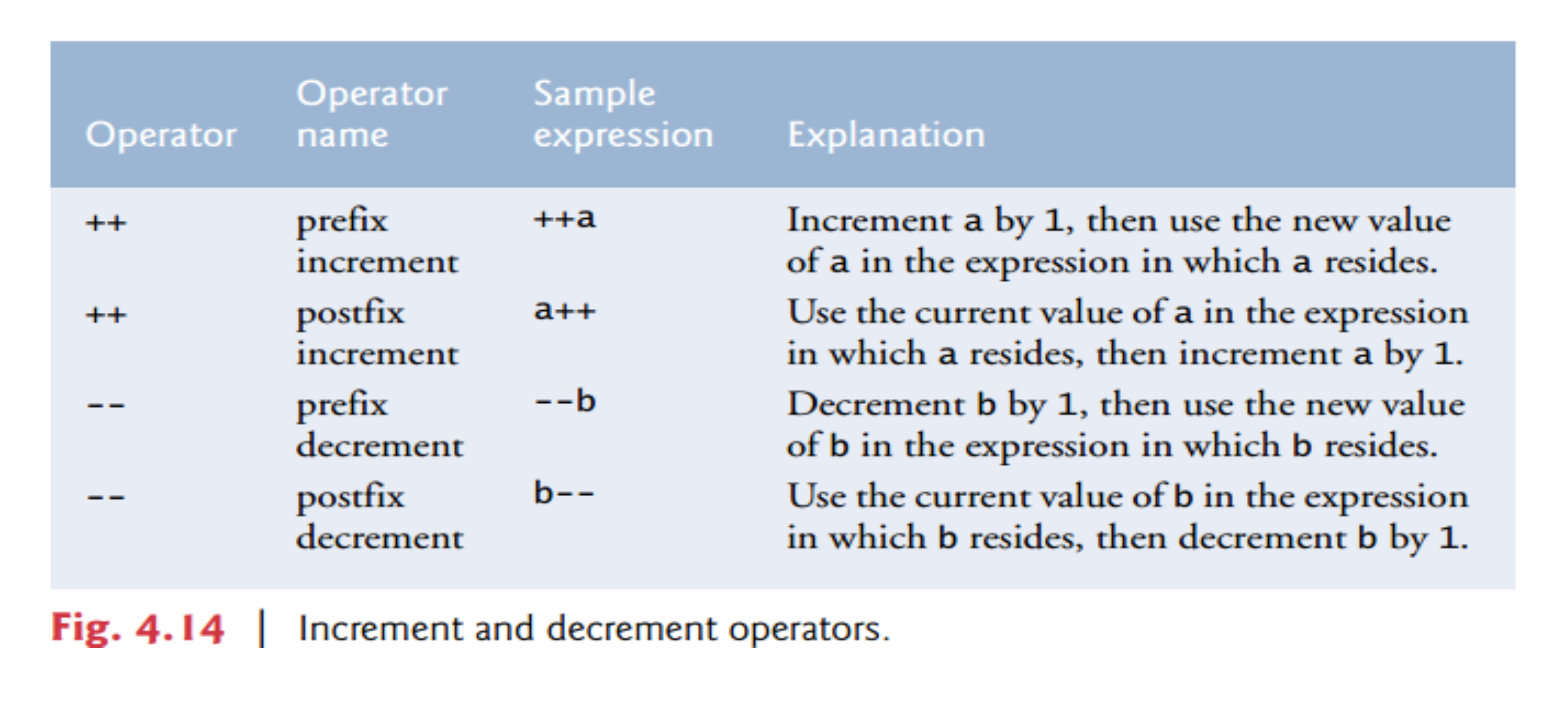 Operator Operator name Sample expression Explanation
++ prefix increment ++a Increment a by 1, then use the new value
of a in the expression in which a resides.
++ postfix increment a++ Use the current value of a in the expression
in which a resides, then increment a by 1.
-- prefix decrement --b Decrement b by 1, then use the new value
of b in the expression in which b resides.
-- postfix decrement b-- Use the current value of b in the expression
in which b resides, then decrement b by 1.
Fig. 4.14 | Increment and decrement operators.